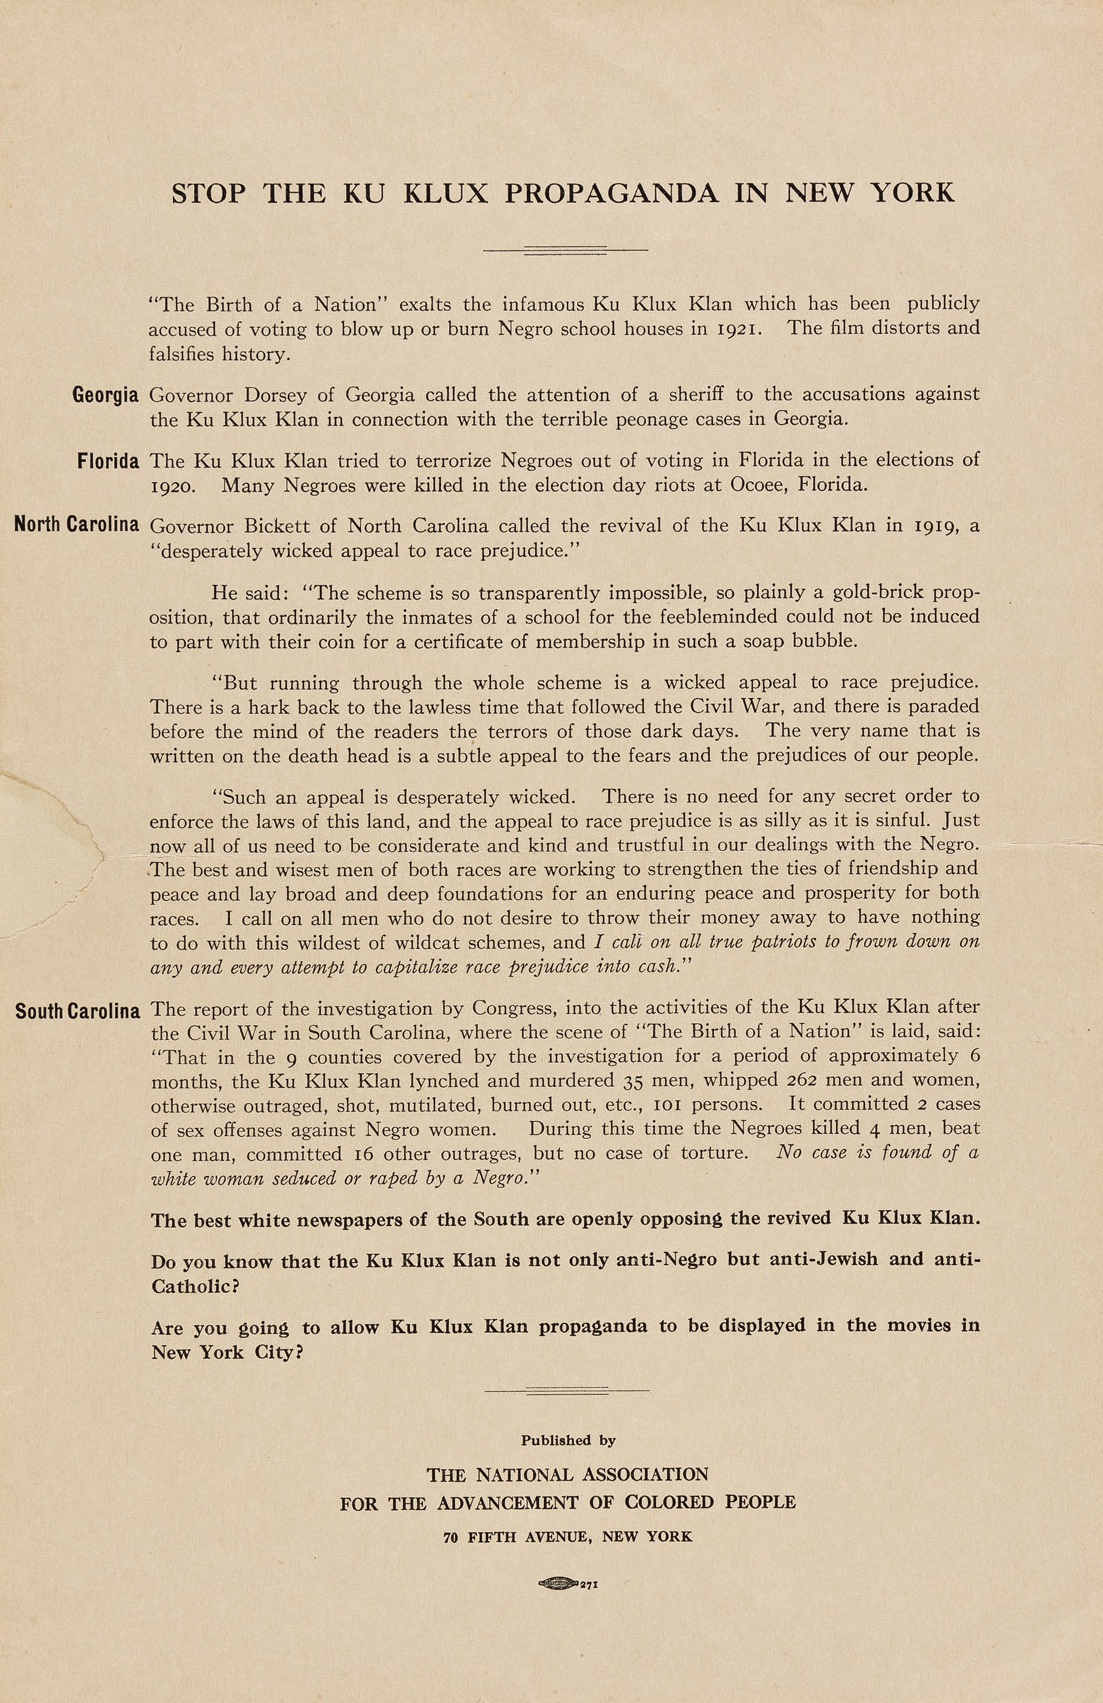 STOP THE KU KLUX PROPAGANDA IN NEW YORK
“The Birth of a Nation” exalts the infamous Ku Klux Klan which has been publicly
accused of voting to blow up or burn Negro school houses in 1921. The film distorts and
falsifies history.
Georgia Governor Dorsey of Georgia called the attention of a sheriff to the accusations against
the Ku Klux Klan in connection with the terrible peonage cases in Georgia.
Florida The Ku Klux Klan tried to terrorize Negroes out of voting in Florida in the elections of
1920. Many Negroes were killed in the election day riots at Ocoee, Florida.
North Carolina Governor Bickett of North Carolina called the revival of the Ku Klux Klan in 1919, a
“desperately wicked appeal to race prejudice.”
He said: “The scheme is so transparently impossible, so plainly a gold-brick prop-
osition, that ordinarily the inmates of a school for the feebleminded could not be induced
to part with their coin for a certificate of membership in such a soap bubble.
“But running through the whole scheme is a wicked appeal to race prejudice.
There is a hark back to the lawless time that followed the Civil War, and there is paraded
before the mind of the readers the terrors of those dark days. The very name that is
written on the death head is a subtle appeal to the fears and the prejudices of our people.
“Such an appeal is desperately wicked. There is no need for any secret order to
enforce the laws of this land, and the appeal to race prejudice is as silly as it is sinful. Just
now all of us need to be considerate and kind and trustful in our dealings with the Negro.
The best and wisest men of both races are working to strengthen the ties of friendship and
peace and lay broad and deep foundations for an enduring peace and prosperity for both
races. I call on all men who do not desire to throw their money away to have nothing
to do with this wildest of wildcat schemes, and I call on all true patriots to frown down on
any and every attempt to capitalize race prejudice into cash.”
South Carolina The report of the investigation by Congress, into the activities of the Ku Klux Klan after
the Civil War in South Carolina, where the scene of “The Birth of a Nation” is laid, said:
“That in the 9 counties covered by the investigation for a period of approximately 6
months, the Ku Klux Klan lynched and murdered 35 men, whipped 262 men and women,
otherwise outraged, shot, mutilated, burned out, etc., 101 persons. It committed 2 cases
of sex offenses against Negro women. During this time the Negroes killed 4 men, beat
one man, committed 16 other outrages, but no case of torture. No case is found of a
white woman seduced or raped by a Negro.”
The best white newspapers of the South are openly opposing the revived Ku Klux Klan.
Do you know that the Ku Klux Klan is not only anti-Negro but anti-Jewish and anti-
Catholic?
Are you going to allow Ku Klux Klan propaganda to be displayed in the movies in
New York City?
Published by
THE NATIONAL ASSOCIATION
FOR THE ADVANCEMENT OF COLORED PEOPLE
70 FIFTH AVENUE, NEW YORK
271